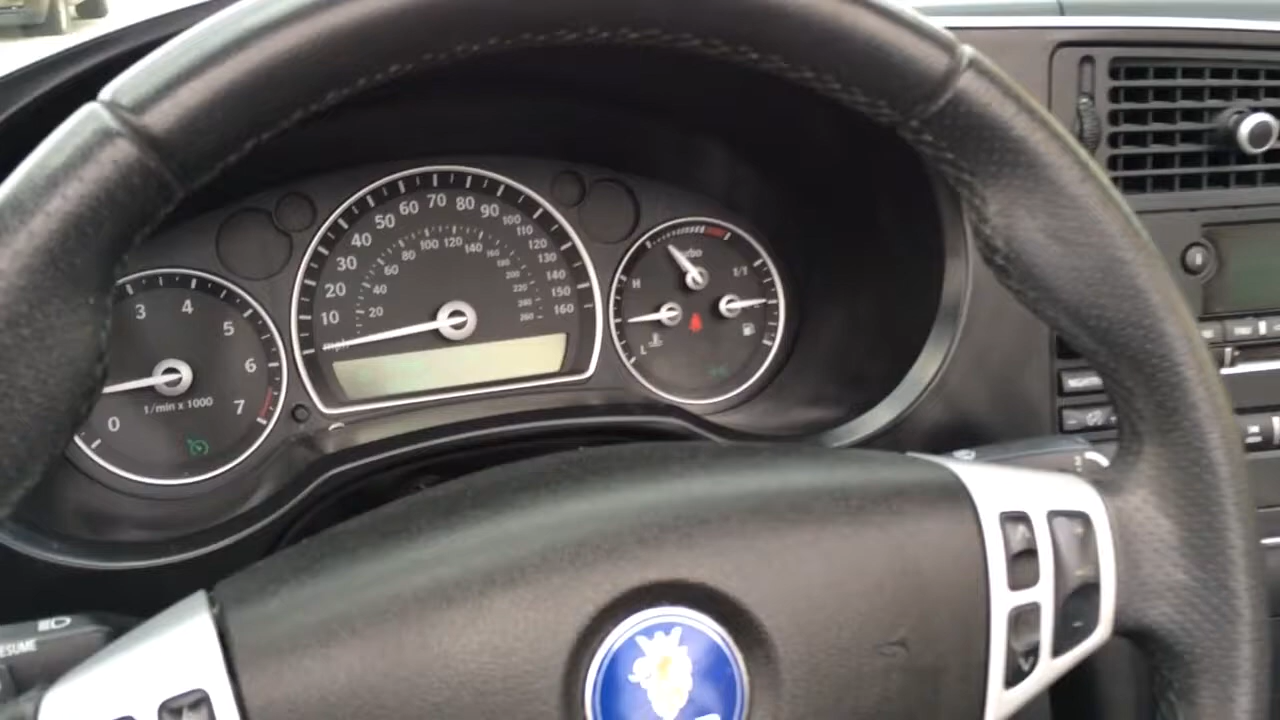 10 20 30 40 50 60 70 80 90 100 110 120 130 140 150 160
20 40 60 80 100 120 140 160 180 200 220 240 260
mph
0 3 4 5 6 7
1/min x 1000
H
L
1/1
ESUME